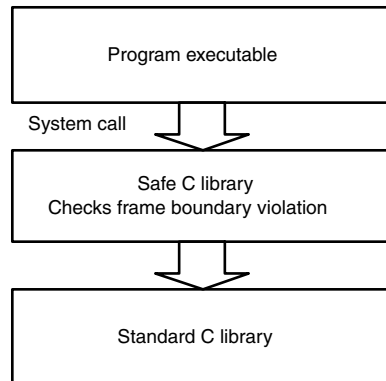 Program executable
System call
Safe C library
Checks frame boundary violation
Standard C library